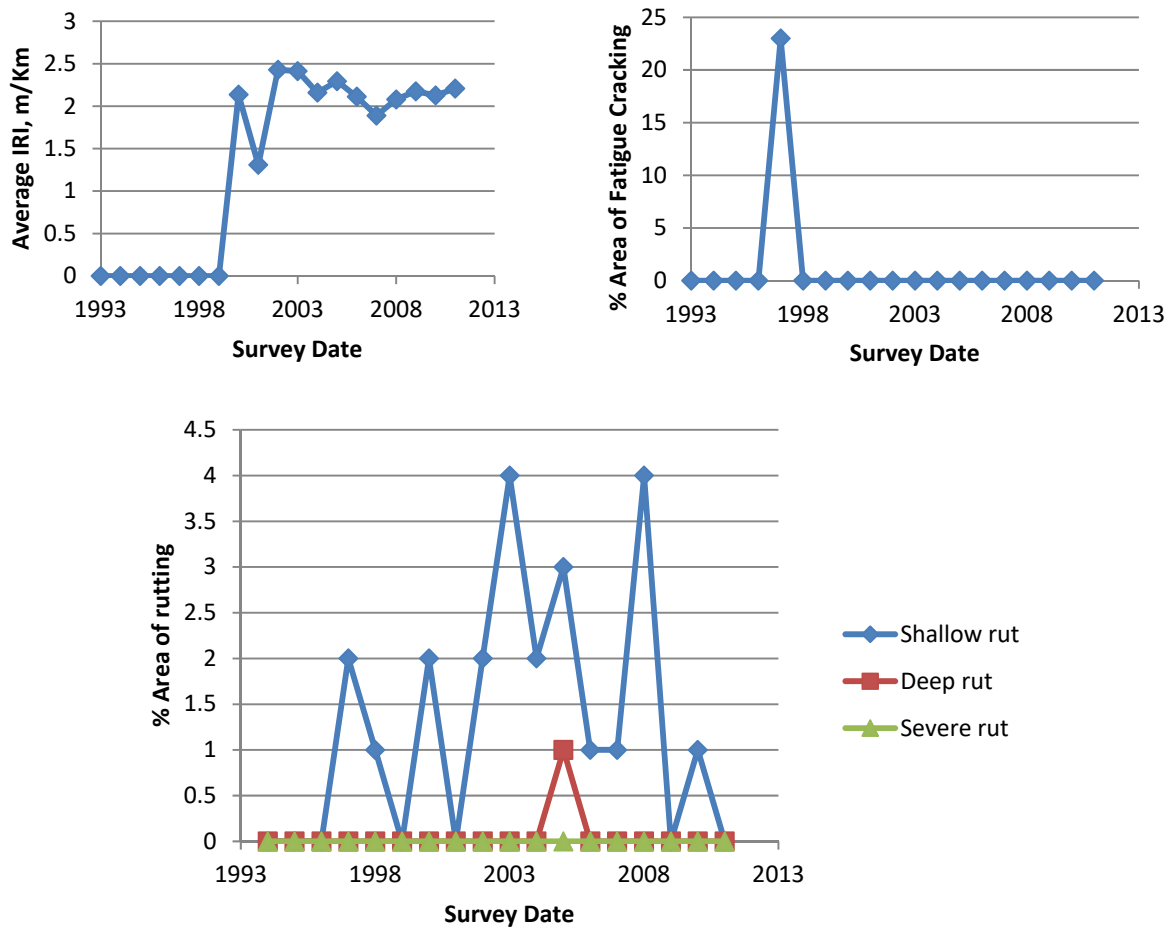 Average IRI, m/Km
3
2.5
2
1.5
1
0.5
0
1993 1998 2003 2008 2013
Survey Date
% Area of Fatigue Cracking
25
20
15
10
5
0
1993 1998 2003 2008 2013
Survey Date
% Area of rutting
4.5
4
3.5
3
2.5
2
1.5
1
0.5
0
1993 1998 2003 2008 2013
Survey Date
Shallow rut
Deep rut
Severe rut